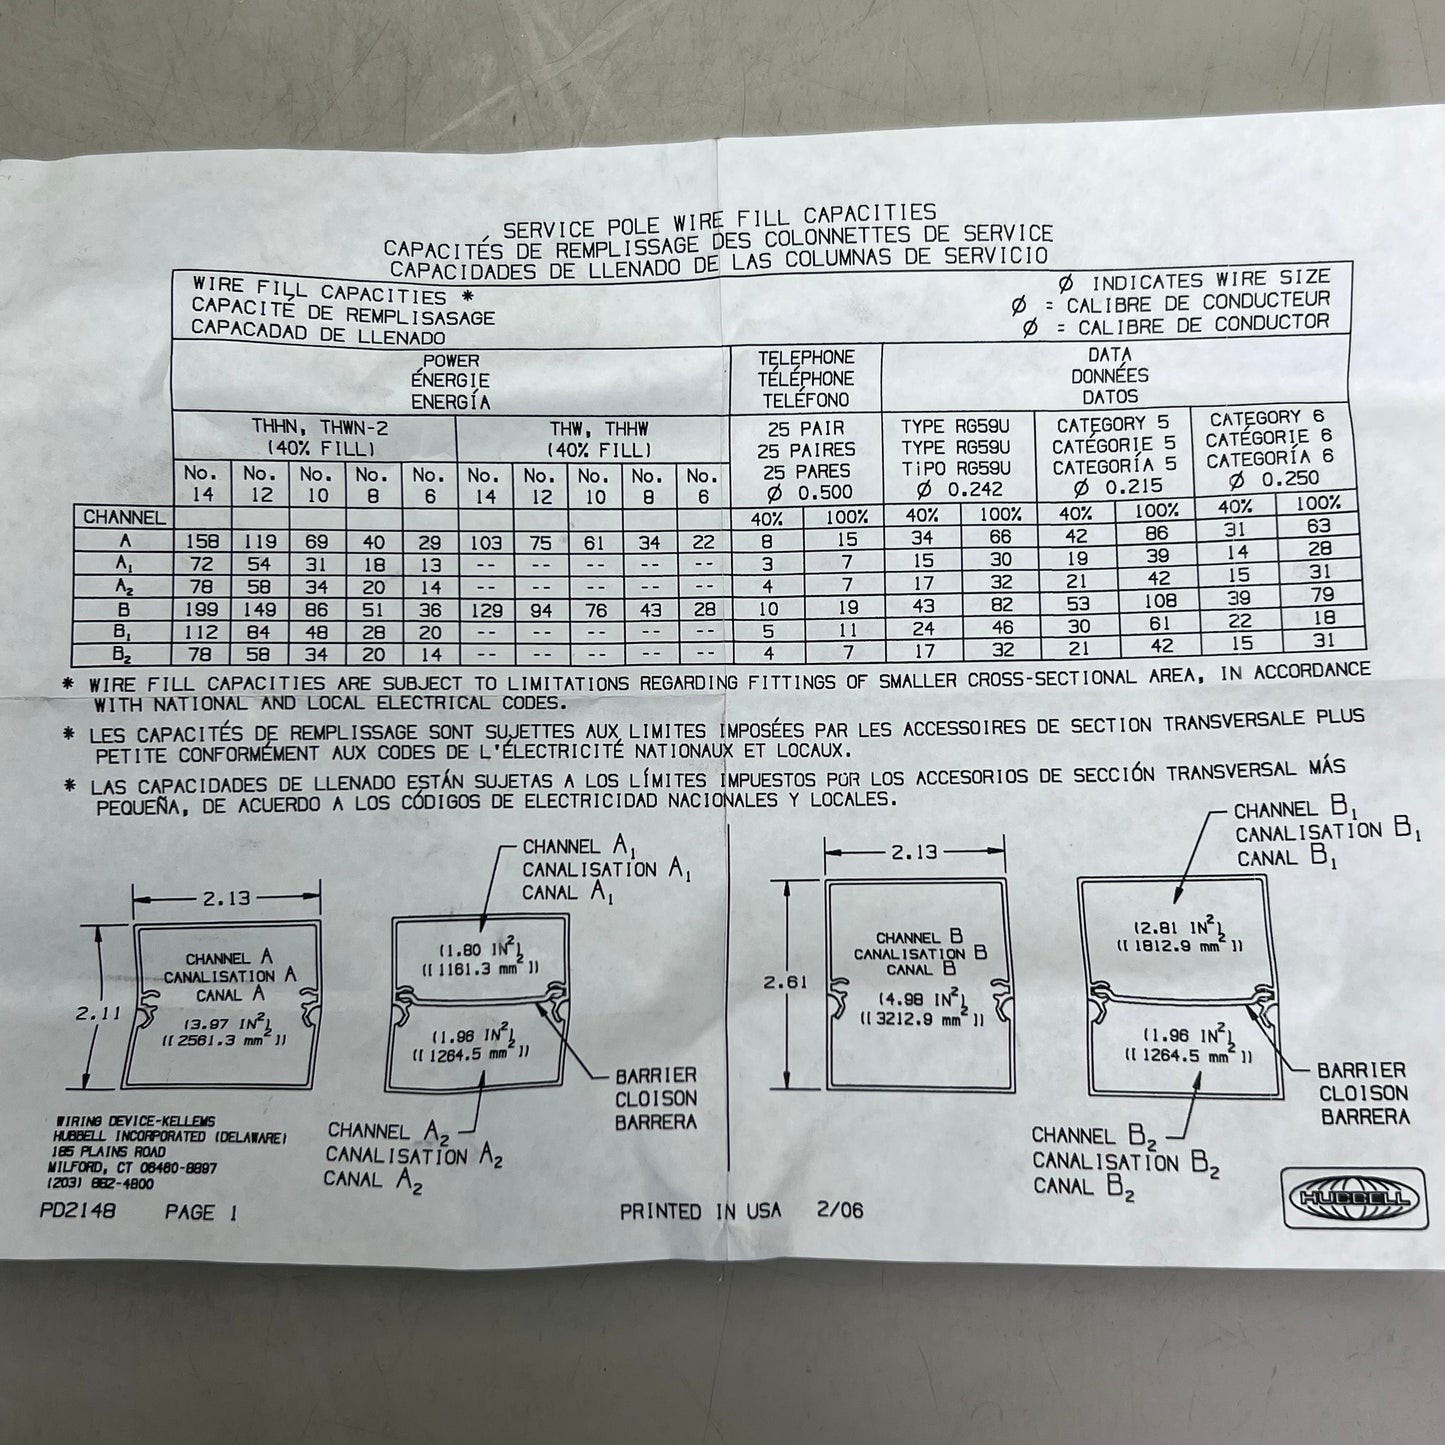 SERVICE POLE WIRE FILL CAPACITIES
CAPACITÉS DE REMPLISSAGE DES COLONNETTES DE SERVICE
CAPACIDADES DE LLENADO DE LAS COLUMNAS DE SERVICIO
WIRE FILL CAPACITIES *
CAPACITÉ DE REMPLISASAGE
CAPACADAD DE LLENADO
Ø INDICATES WIRE SIZE
Ø = CALIBRE DE CONDUCTEUR
Ø = CALIBRE DE CONDUCTOR
POWER
ÉNERGIE
ENERGÍA
TELEPHONE
TÉLÉPHONE
TELÉFONO
DATA
DONNÉES
DATOS
THHN, THWN-2
(40% FILL)
THW, THHW
(40% FILL)
25 PAIR
25 PAIRES
25 PARES
Ø 0.500
TYPE RG59U
TYPE RG59U
TiPO RG59U
Ø 0.242
CATEGORY 5
CATÉGORIE 5
CATEGORÍA 5
Ø 0.215
CATEGORY 6
CATÉGORIE 6
CATEGORÍA 6
Ø 0.250
No. 14 No. 12 No. 10 No. 8 No. 6 No. 14 No. 12 No. 10 No. 8 No. 6
CHANNEL 40% 100% 40% 100% 40% 100% 40% 100%
A 158 119 69 40 29 103 75 61 34 22 8 15 34 66 42 86 31 63
A1 72 54 31 18 13 -- -- -- -- -- 3 7 15 30 19 39 14 28
A2 78 58 34 20 14 -- -- -- -- -- 4 7 17 32 21 42 15 31
B 199 149 86 51 36 129 94 76 43 28 10 19 43 82 53 108 39 79
B1 112 84 48 28 20 -- -- -- -- -- 5 11 24 46 30 61 22 18
B2 78 58 34 20 14 -- -- -- -- -- 4 7 17 32 21 42 15 31
* WIRE FILL CAPACITIES ARE SUBJECT TO LIMITATIONS REGARDING FITTINGS OF SMALLER CROSS-SECTIONAL AREA, IN ACCORDANCE
WITH NATIONAL AND LOCAL ELECTRICAL CODES.
* LES CAPACITÉS DE REMPLISSAGE SONT SUJETTES AUX LIMITES IMPOSÉES PAR LES ACCESSOIRES DE SECTION TRANSVERSALE PLUS
PETITE CONFORMÉMENT AUX CODES DE L'ÉLECTRICITÉ NATIONAUX ET LOCAUX.
* LAS CAPACIDADES DE LLENADO ESTÁN SUJETAS A LOS LÍMITES IMPUESTOS POR LOS ACCESORIOS DE SECCIÓN TRANSVERSAL MÁS
PEQUEÑA, DE ACUERDO A LOS CÓDIGOS DE ELECTRICIDAD NACIONALES Y LOCALES.
2.13
2.11
CHANNEL A
CANALISATION A
CANAL A
(3.97 IN²)
([ 2561.3 mm² ])
CHANNEL A1
CANALISATION A1
CANAL A1
(1.80 IN²)
([ 1161.3 mm² ])
(1.96 IN²)
([ 1264.5 mm² ])
BARRIER
CLOISON
BARRERA
CHANNEL A2
CANALISATION A2
CANAL A2
2.13
2.61
CHANNEL B
CANALISATION B
CANAL B
(4.98 IN²)
([ 3212.9 mm² ])
CHANNEL B1
CANALISATION B1
CANAL B1
(2.81 IN²)
([ 1812.9 mm² ])
(1.96 IN²)
([ 1264.5 mm² ])
BARRIER
CLOISON
BARRERA
CHANNEL B2
CANALISATION B2
CANAL B2
WIRING DEVICE-KELLEMS
HUBBELL INCORPORATED (DELAWARE)
185 PLAINS ROAD
MILFORD, CT 06460-8897
(203) 882-4800
PD2148 PAGE 1
PRINTED IN USA 2/06
HUBBELL